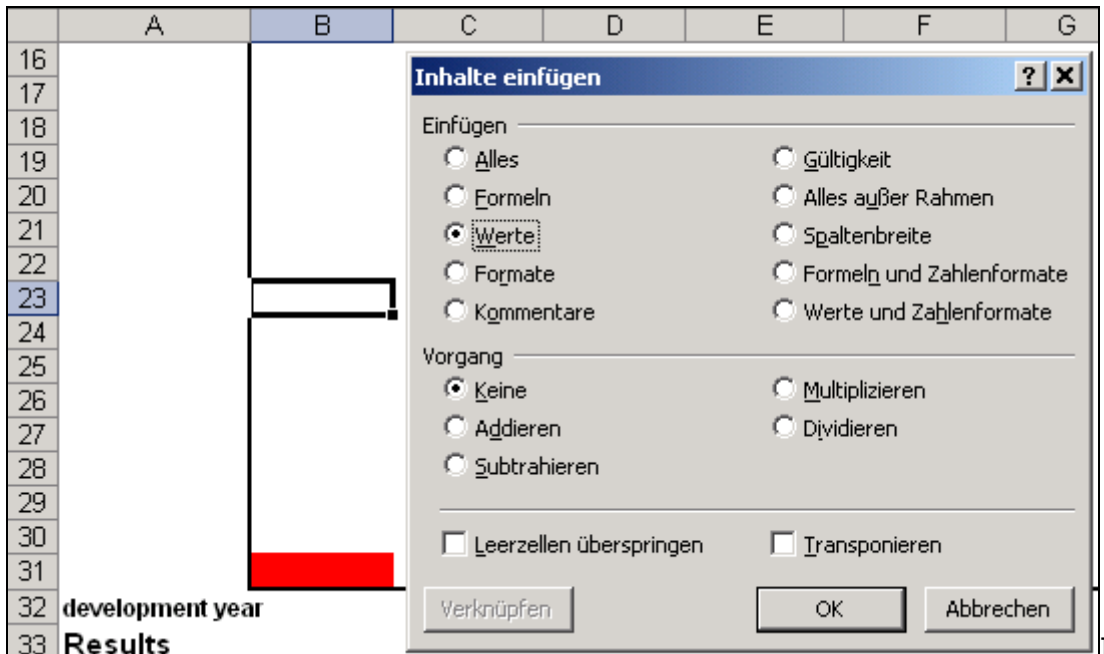 A B C D E F G
16
17
18
19
20
21
22
23
24
25
26
27
28
29
30
31
32 development year
33 Results
Inhalte einfügen
Einfügen
Alles Gültigkeit
Formeln Alles außer Rahmen
Werte Spaltenbreite
Formate Formeln und Zahlenformate
Kommentare Werte und Zahlenformate
Vorgang
Keine Multiplizieren
Addieren Dividieren
Subtrahieren
Leerzellen überspringen Transponieren
Verknüpfen OK Abbrechen